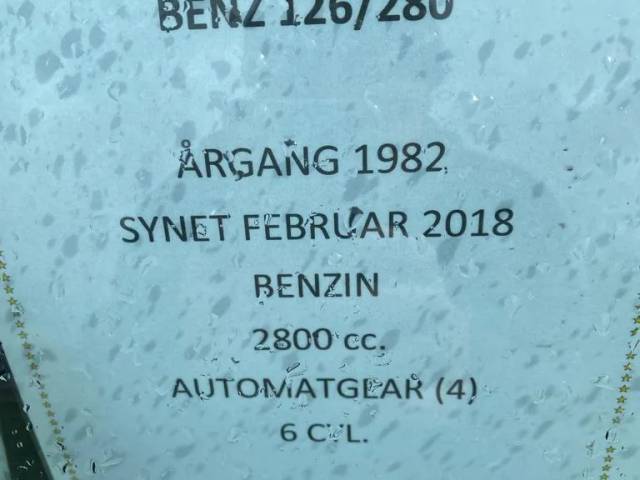 BENZ 126/280
ÅRGANG 1982
SYNET FEBRUAR 2018
BENZIN
2800 cc.
AUTOMATGEAR (4)
6 CYL.